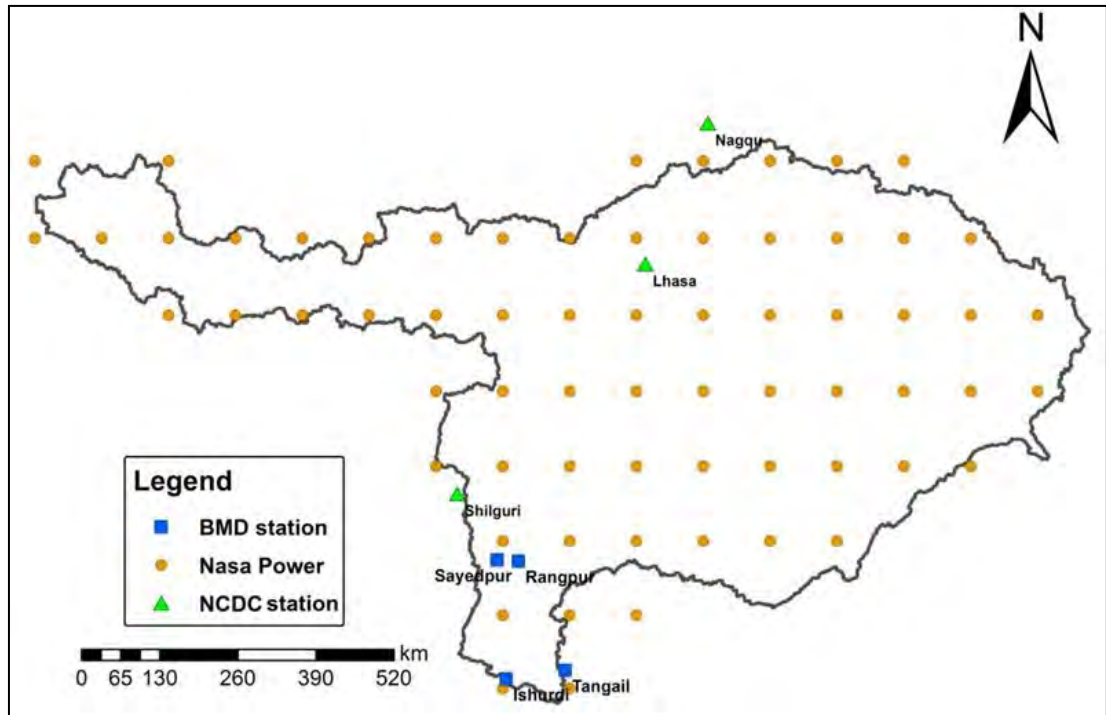 N
Nagqu
Lhasa
Shilguri
Sayedpur
Rangpur
Ishurdi
Tangail
Legend
BMD station
Nasa Power
NCDC station
km
0 65 130 260 390 520